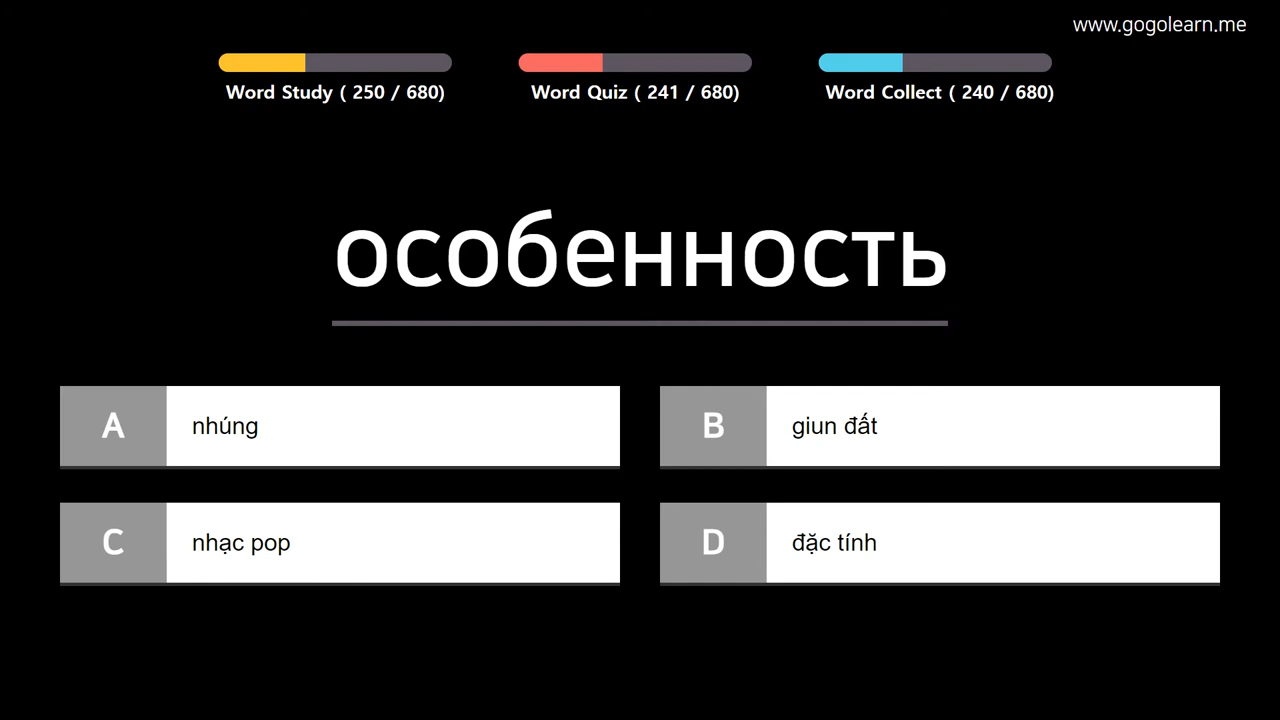 www.gogolearn.me
Word Study ( 250 / 680)
Word Quiz ( 241 / 680)
Word Collect ( 240 / 680)
особенность
A nhúng
B giun đất
C nhạc pop
D đặc tính